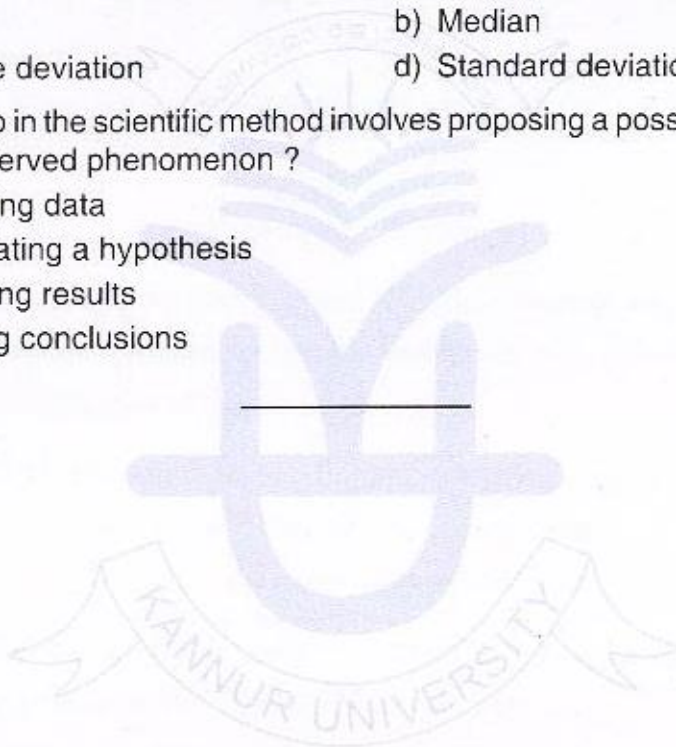 b) Median
e deviation d) Standard deviatio
o in the scientific method involves proposing a poss
erved phenomenon ?
ng data
ating a hypothesis
ng results
g conclusions
KANNUR UNIVERSITY